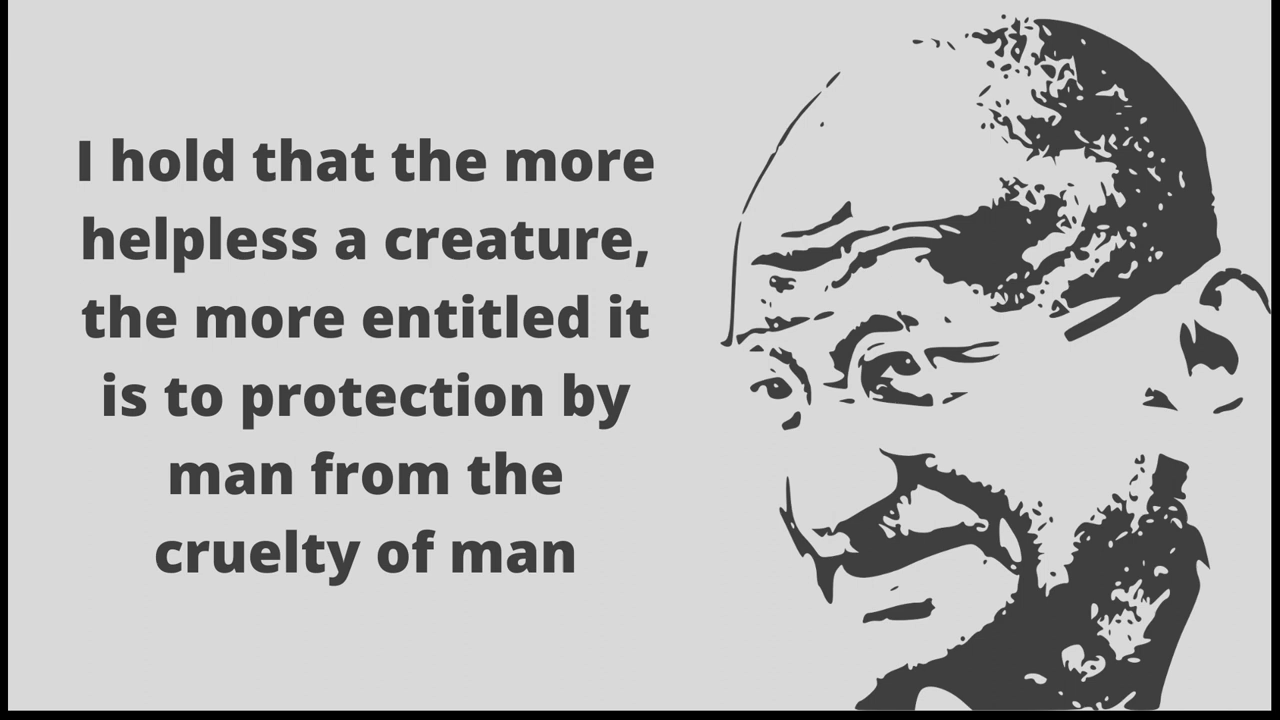 I hold that the more
helpless a creature,
the more entitled it
is to protection by
man from the
cruelty of man